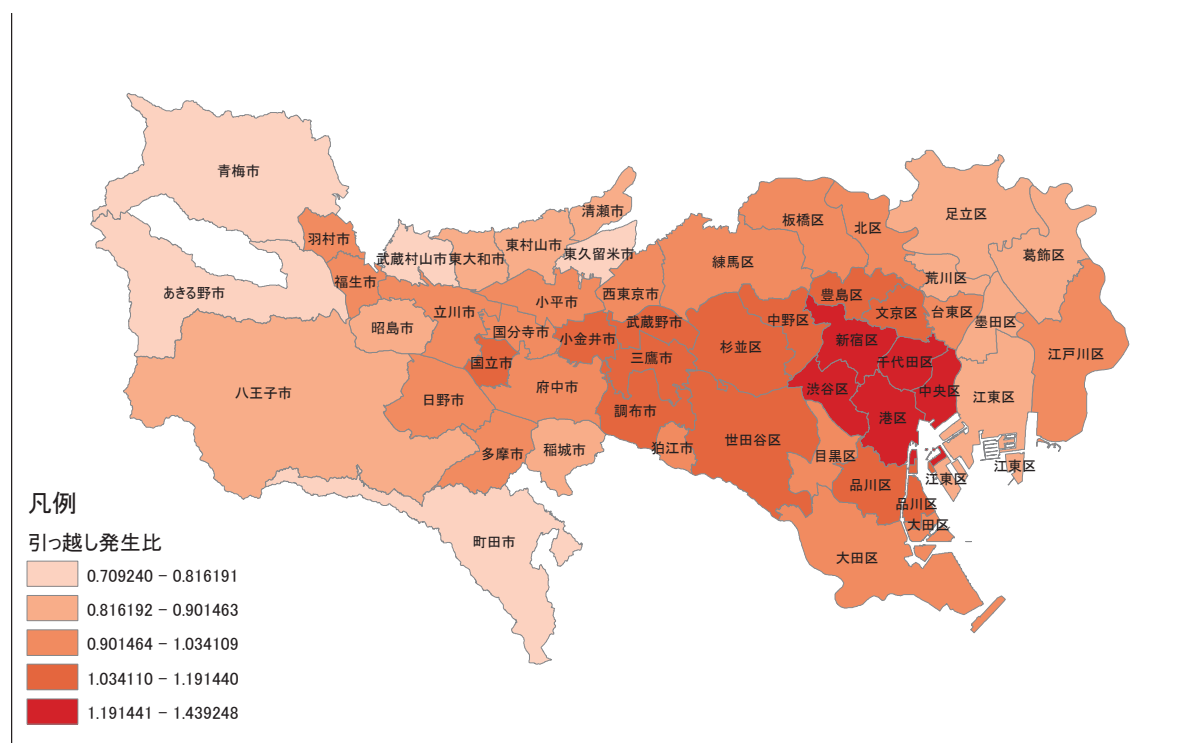 青梅市
足立区
清瀬市
板橋区
北区
羽村市
東村山市
武蔵村山市
東大和市
東久留米市
練馬区
葛飾区
荒川区
福生市
あきる野市
西東京市
豊島区
小平市
立川市
文京区
台東区
中野区
武蔵野市
墨田区
昭島市
国分寺市
小金井市
新宿区
杉並区
三鷹市
江戸川区
国立市
千代田区
府中市
渋谷区
中央区
八王子市
日野市
江東区
調布市
港区
世田谷区
狛江市
稲城市
多摩市
目黒区
江東区
江東区
品川区
品川区
大田区
町田市
大田区
凡例
引っ越し発生比
0.709240 − 0.816191
0.816192 − 0.901463
0.901464 − 1.034109
1.034110 − 1.191440
1.191441 − 1.439248